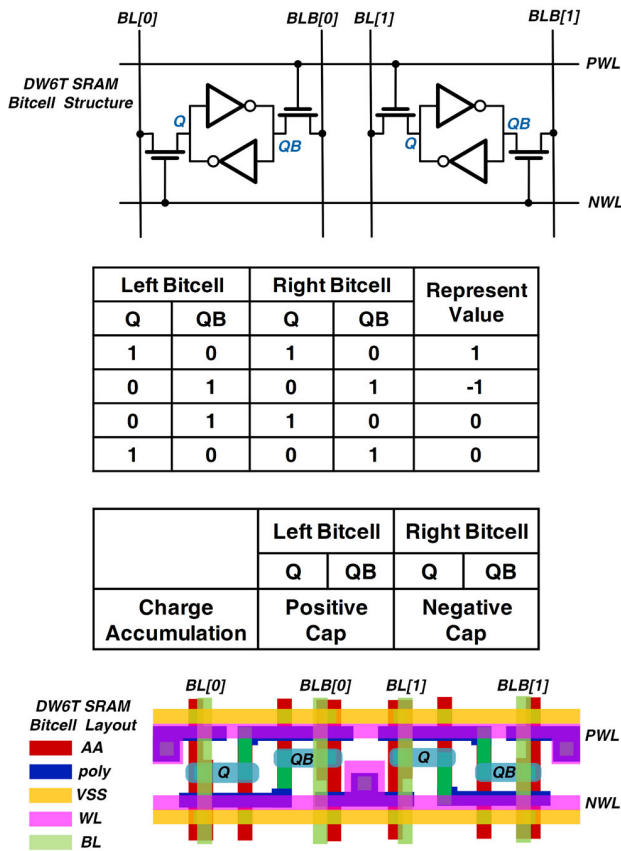 BL[0] BLB[0] BL[1] BLB[1]
PWL
DW6T SRAM
Bitcell Structure
Q QB Q QB
NWL
Left Bitcell Right Bitcell Represent Value
Q QB Q QB
1 0 1 0 1
0 1 0 1 -1
0 1 1 0 0
1 0 0 1 0
Left Bitcell Right Bitcell
Q QB Q QB
Charge Accumulation Positive Cap Negative Cap
BL[0] BLB[0] BL[1] BLB[1]
DW6T SRAM
Bitcell Layout
AA
poly
VSS
WL
BL
PWL
Q QB Q QB
NWL